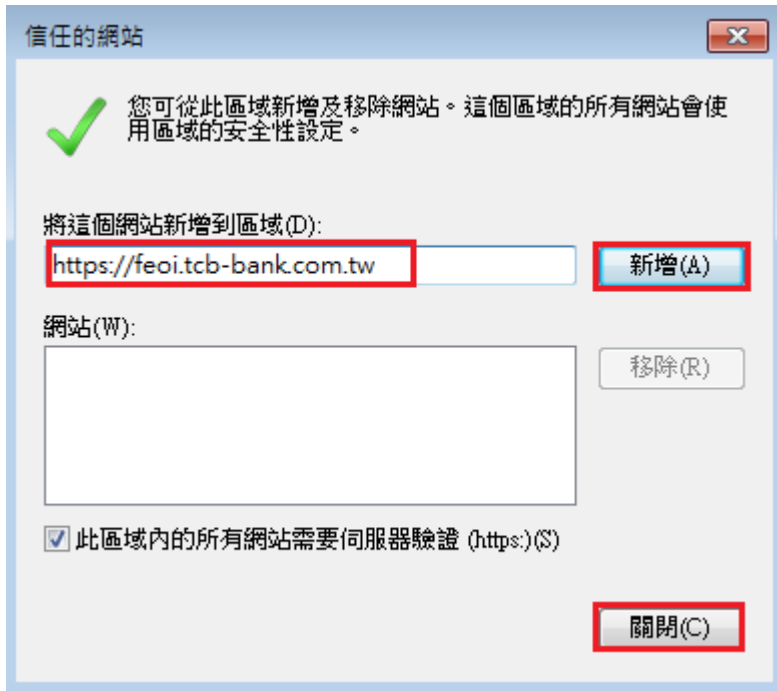 信任的網站
您可從此區域新增及移除網站。這個區域的所有網站會使
用區域的安全性設定。
將這個網站新增到區域(D):
https://feoi.tcb-bank.com.tw
新增(A)
網站(W):
移除(R)
此區域內的所有網站需要伺服器驗證 (https:)(S)
關閉(C)